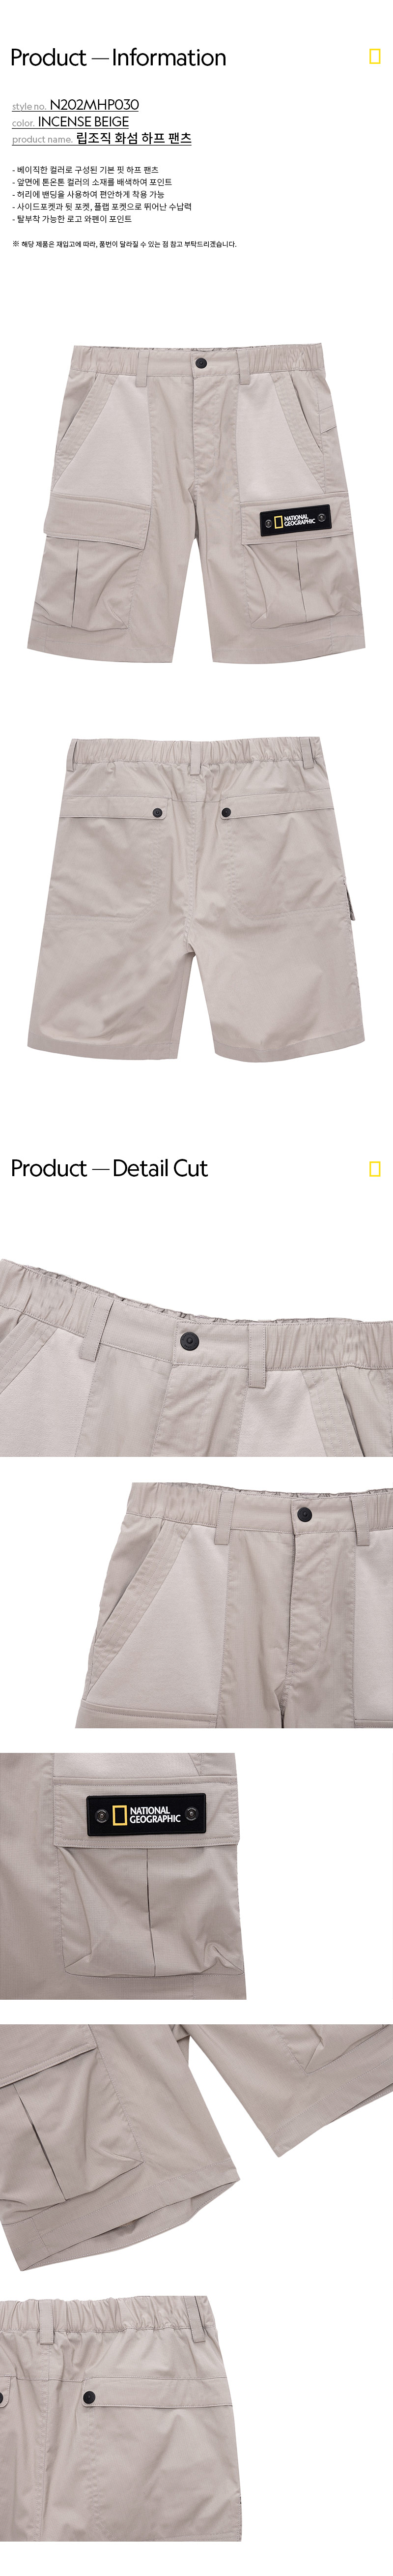 Product — Information
style no. N202MHP030
color. INCENSE BEIGE
product name. 립조직 화섬 하프 팬츠
- 베이직한 컬러로 구성된 기본 핏 하프 팬츠
- 앞면에 톤온톤 컬러의 소재를 배색하여 포인트
- 허리에 밴딩을 사용하여 편안하게 착용 가능
- 사이드포켓과 뒷 포켓, 플랩 포켓으로 뛰어난 수납력
- 탈부착 가능한 로고 와펜이 포인트
※ 해당 제품은 재입고에 따라, 품번이 달라질 수 있는 점 참고 부탁드리겠습니다.
NATIONAL
GEOGRAPHIC
Product — Detail Cut
NATIONAL
GEOGRAPHIC